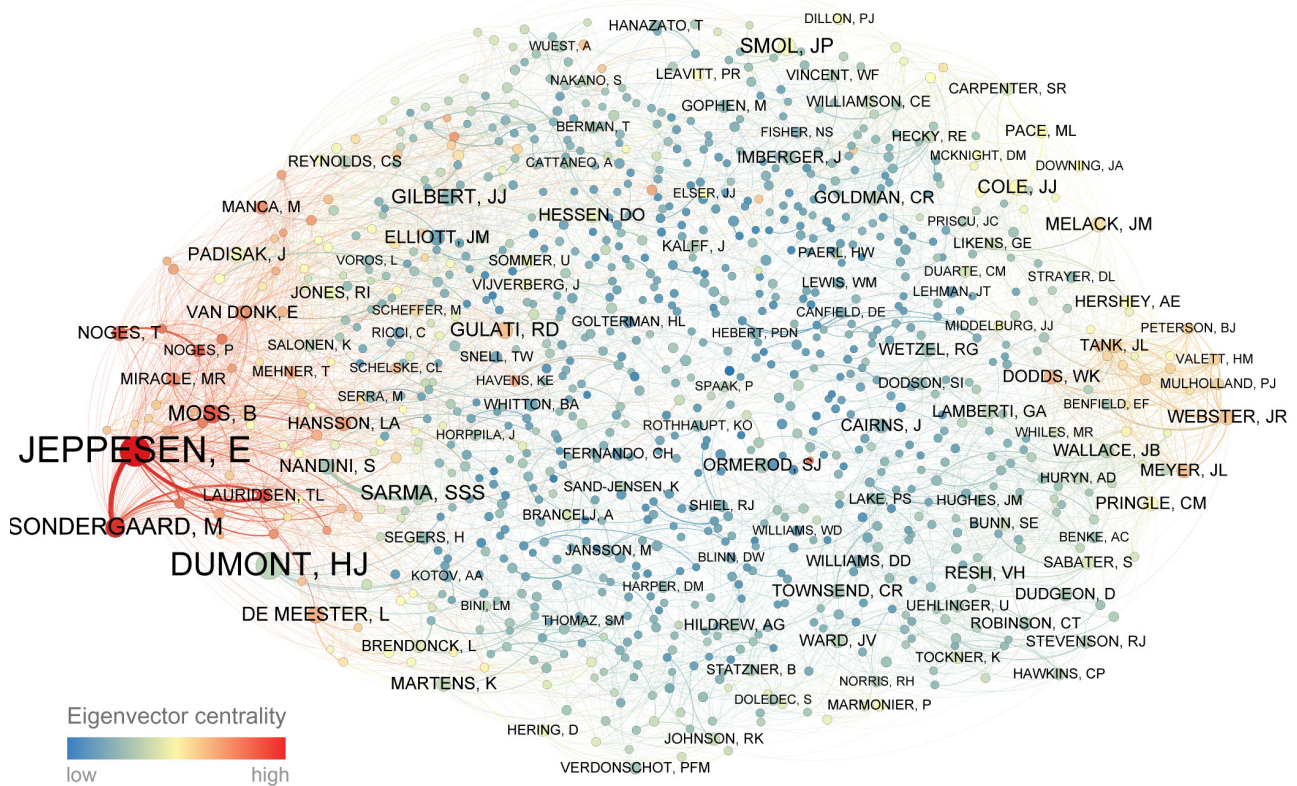 HANAZATO, T
DILLON, PJ
WUEST, A
SMOL, JP
NAKANO, S
LEAVITT, PR
VINCENT, WF
CARPENTER, SR
GOPHEN, M
WILLIAMSON, CE
BERMAN, T
FISHER, NS
HECKY, RE
PACE, ML
REYNOLDS, CS
CATTANEO, A
IMBERGER, J
MCKNIGHT, DM
DOWNING, JA
GILBERT, JJ
ELSER, JJ
GOLDMAN, CR
COLE, JJ
MANCA, M
HESSEN, DO
PRISCU, JC
MELACK, JM
ELLIOTT, JM
KALFF, J
LIKENS, GE
PADISAK, J
VOROS, L
SOMMER, U
PAERL, HW
DUARTE, CM
STRAYER, DL
JONES, RI
VIJVERBERG, J
LEWIS, WM
LEHMAN, JT
HERSHEY, AE
VAN DONK, E
SCHEFFER, M
CANFIELD, DE
NOGES, T
RICCI, C
GULATI, RD
GOLTERMAN, HL
HEBERT, PDN
MIDDELBURG, JJ
PETERSON, BJ
NOGES, P
SALONEN, K
SNELL, TW
WETZEL, RG
TANK, JL
VALETT, HM
MIRACLE, MR
MEHNER, T
SCHELSKE, CL
HAVENS, KE
SPAAK, P
DODSON, SI
DODDS, WK
MULHOLLAND, PJ
SERRA, M
WHITTON, BA
BENFIELD, EF
MOSS, B
HANSSON, LA
HORPPILA, J
ROTHHAUPT, KO
CAIRNS, J
LAMBERTI, GA
WHILES, MR
WEBSTER, JR
JEPPESEN, E
NANDINI, S
FERNANDO, CH
ORMEROD, SJ
WALLACE, JB
MEYER, JL
LAURIDSEN, TL
SARMA, SSS
SAND-JENSEN, K
SHIEL, RJ
LAKE, PS
HUGHES, JM
HURYN, AD
PRINGLE, CM
SONDERGAARD, M
BRANCELJ, A
WILLIAMS, WD
BUNN, SE
SEGERS, H
JANSSON, M
BLINN, DW
WILLIAMS, DD
BENKE, AC
DUMONT, HJ
KOTOV, AA
HARPER, DM
RESH, VH
SABATER, S
DE MEESTER, L
BINI, LM
THOMAZ, SM
TOWNSEND, CR
UEHLINGER, U
DUDGEON, D
HILDREW, AG
ROBINSON, CT
BRENDONCK, L
WARD, JV
STEVENSON, RJ
TOCKNER, K
MARTENS, K
STATZNER, B
NORRIS, RH
HAWKINS, CP
DOLEDEC, S
MARMONIER, P
HERING, D
JOHNSON, RK
VERDONSCHOT, PFM
Eigenvector centrality
low high